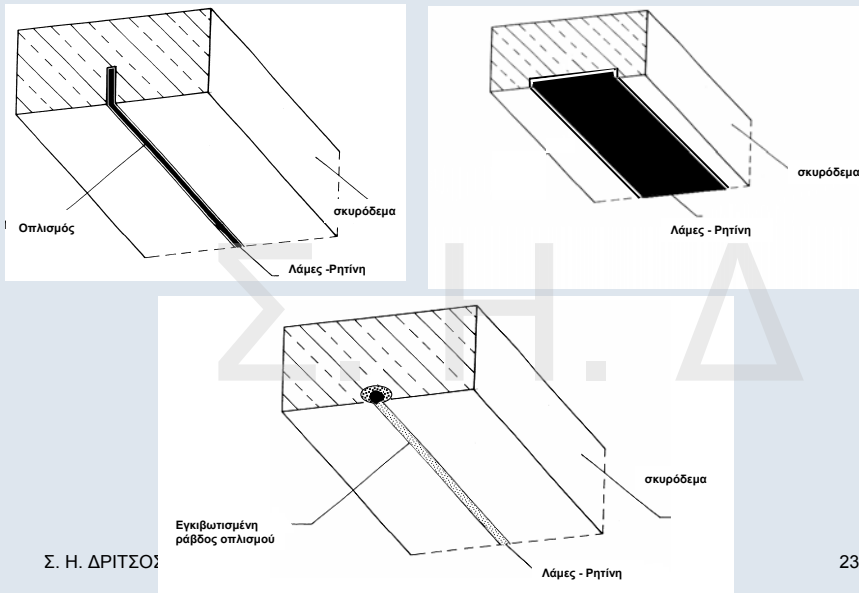 Οπλισμός
σκυρόδεμα
Λάμες -Ρητίνη
σκυρόδεμα
Λάμες - Ρητίνη
Σ. Η. Δ
Εγκιβωτισμένη
ράβδος οπλισμού
σκυρόδεμα
Λάμες - Ρητίνη
Σ. Η. ΔΡΙΤΣΟΣ
23